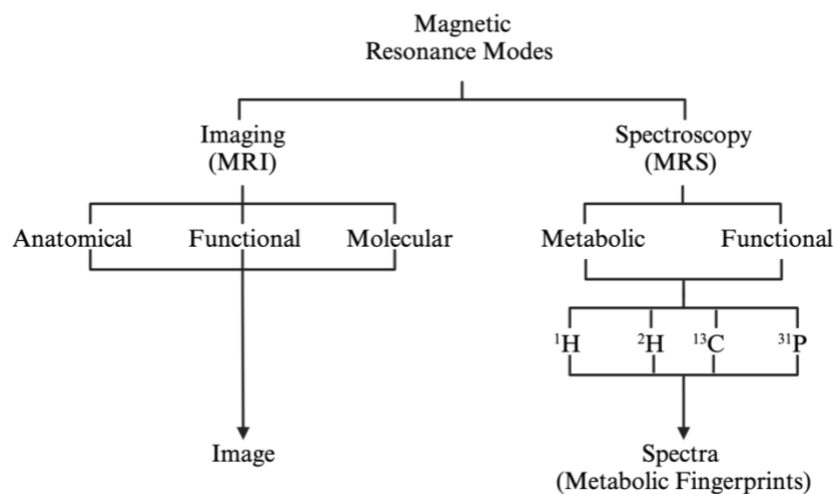 Magnetic
Resonance Modes
Imaging
(MRI)
Spectroscopy
(MRS)
Anatomical Functional Molecular
Metabolic Functional
¹H ²H ¹³C ³¹P
Image
Spectra
(Metabolic Fingerprints)